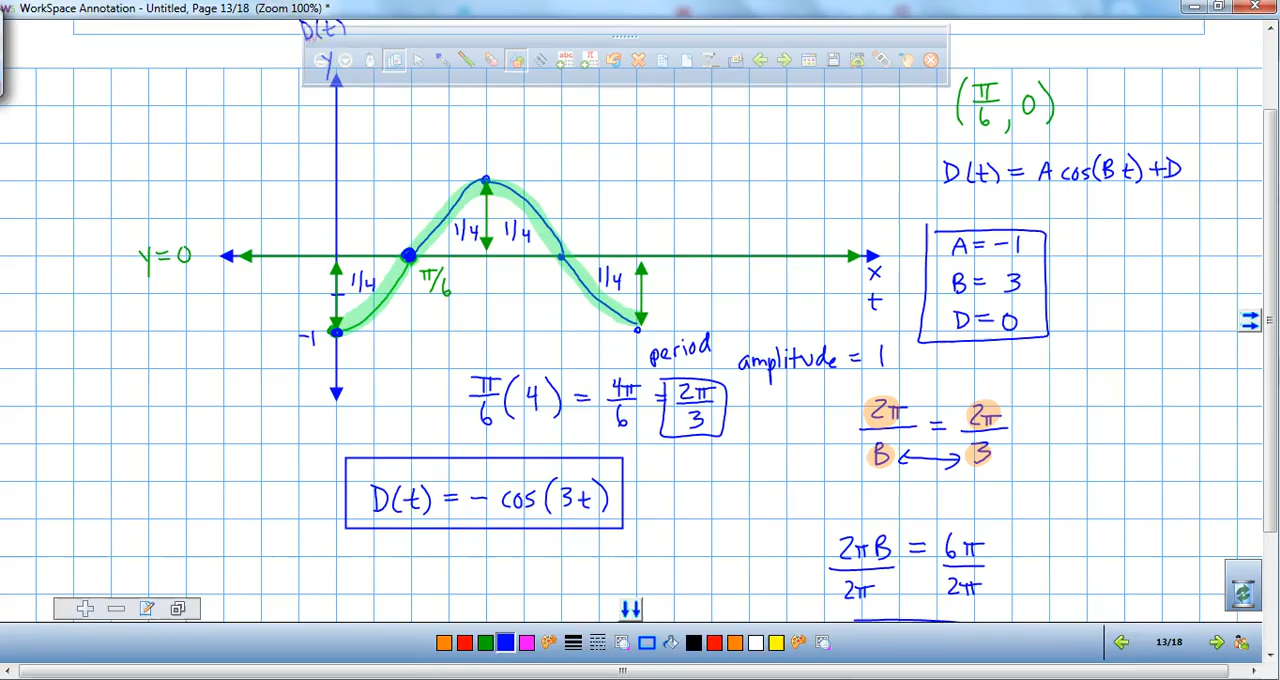 WorkSpace Annotation - Untitled, Page 13/18 (Zoom 100%) *
D(t)
y
abc
π
(π/6, 0)
D(t) = A cos(Bt) + D
1/4 1/4
y = 0
A = -1
1/4
π/6
1/4
x
B = 3
t
D = 0
-1
period
amplitude = 1
π/6 (4) = 4π/6 = 2π/3
2π/B = 2π/3
D(t) = - cos(3t)
2πB/2π = 6π/2π
13/18